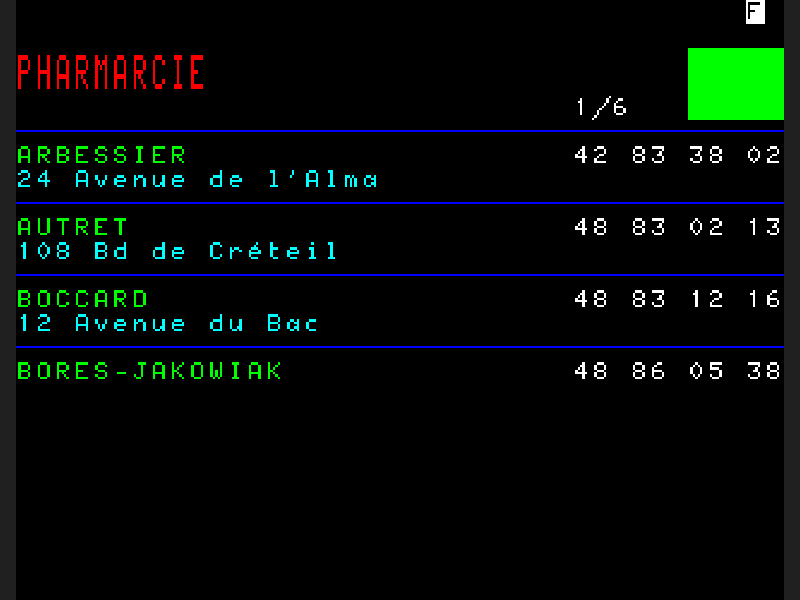 F
PHARMARCIE
1/6
ARBESSIER 42 83 38 02
24 Avenue de l'Alma
AUTRET 48 83 02 13
108 Bd de Créteil
BOCCARD 48 83 12 16
12 Avenue du Bac
BORES-JAKOWIAK 48 86 05 38